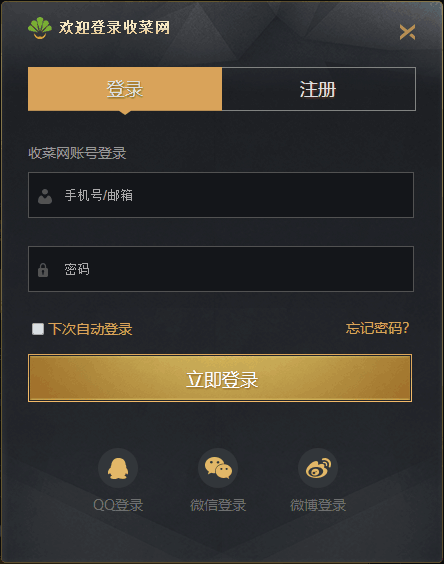 欢迎登录收菜网
登录
注册
收菜网账号登录
手机号/邮箱
密码
下次自动登录
忘记密码?
立即登录
QQ登录
微信登录
微博登录